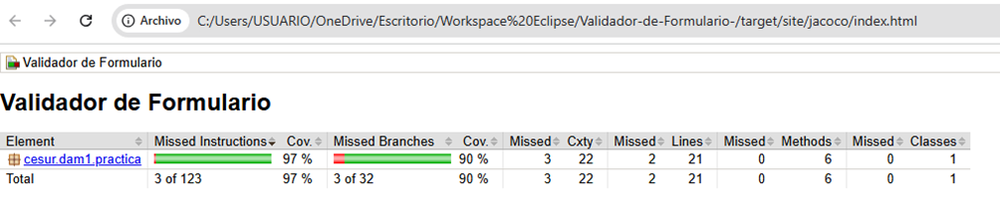 Archivo C:/Users/USUARIO/OneDrive/Escritorio/Workspace%20Eclipse/Validador-de-Formulario-/target/site/jacoco/index.html
Validador de Formulario
Validador de Formulario
Element Missed Instructions Cov. Missed Branches Cov. Missed Cxty Missed Lines Missed Methods Missed Classes
cesur.dam1.practica 97 % 90 % 3 22 2 21 0 6 0 1
Total 3 of 123 97 % 3 of 32 90 % 3 22 2 21 0 6 0 1